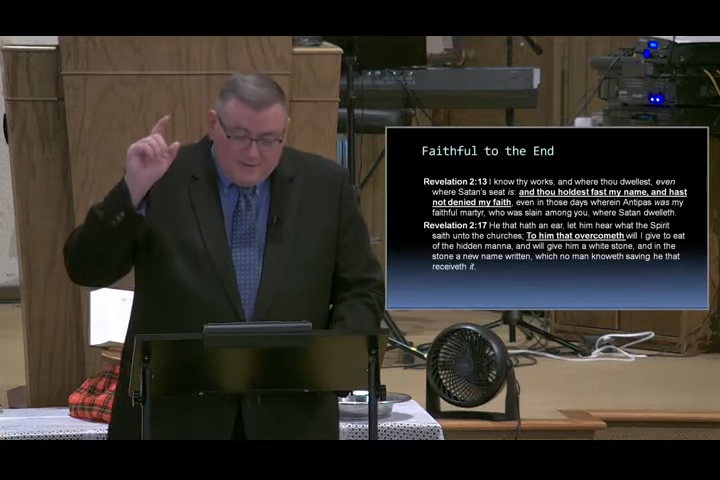 Faithful to the End
Revelation 2:13 I know thy works, and where thou dwellest, even
where Satan's seat is: and thou holdest fast my name, and hast
not denied my faith, even in those days wherein Antipas was my
faithful martyr, who was slain among you, where Satan dwelleth.
Revelation 2:17 He that hath an ear, let him hear what the Spirit
saith unto the churches; To him that overcometh will I give to eat
of the hidden manna, and will give him a white stone, and in the
stone a new name written, which no man knoweth saving he that
receiveth it.